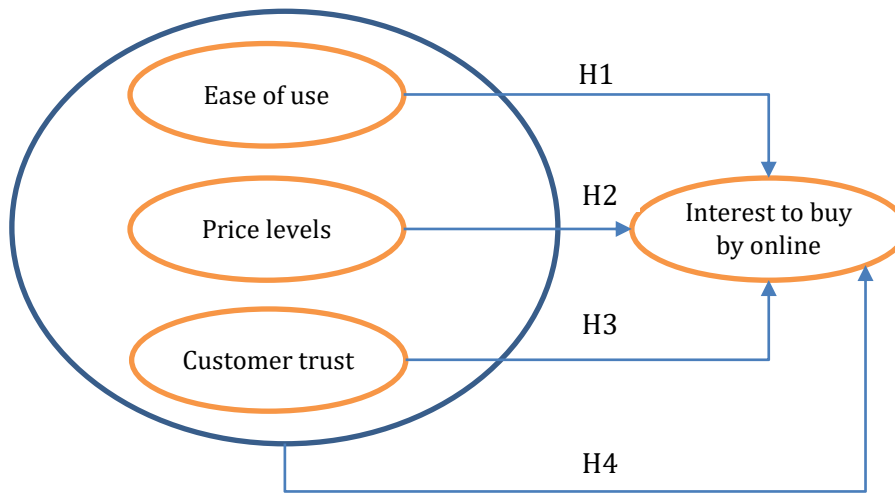 H1
Ease of use
H2
Price levels
Interest to buy
by online
H3
Customer trust
H4